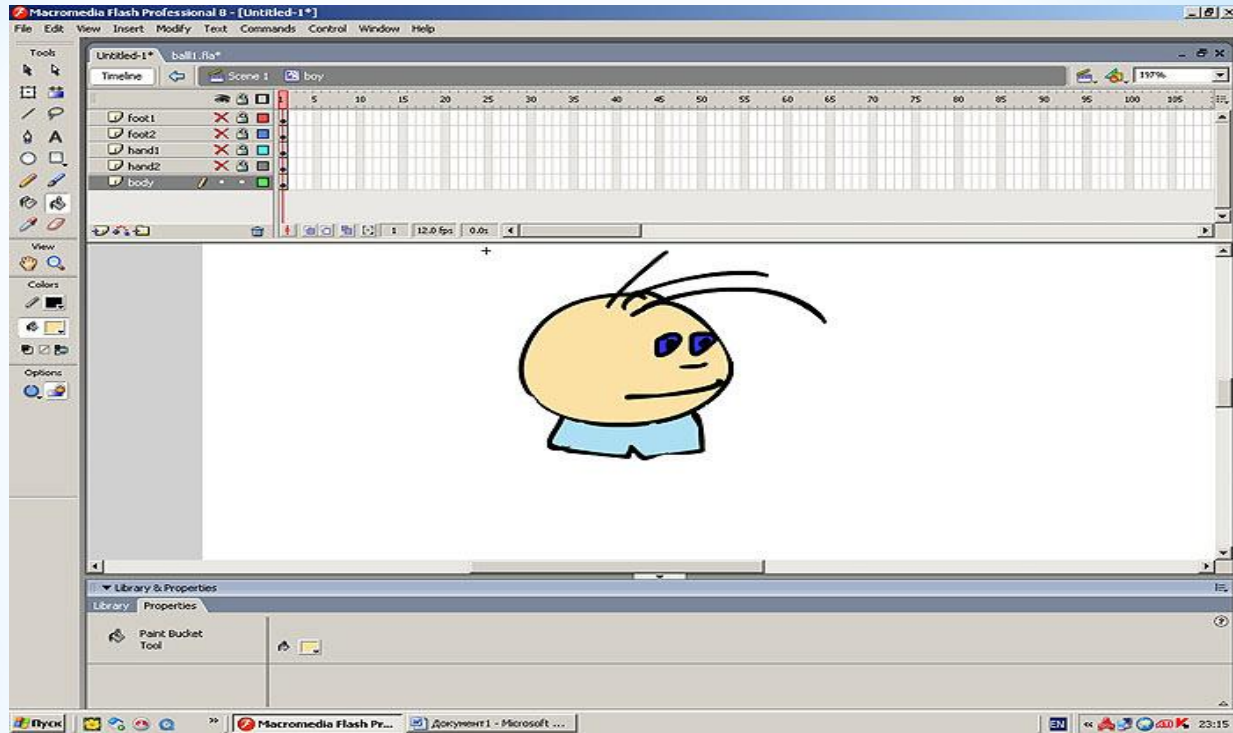 Macromedia Flash Professional 8 - [Untitled-1*]
File Edit View Insert Modify Text Commands Control Window Help
Tools
Untitled-1* ball1.fla*
Timeline Scene 1 boy 197%
1 5 10 15 20 25 30 35 40 45 50 55 60 65 70 75 80 85 90 95 100 105
foot1
foot2
hand1
hand2
body
1 12.0 fps 0.0s
View
Colors
Options
Library & Properties
Library Properties
Paint Bucket
Tool
Пуск Macromedia Flash Pr... Документ1 - Microsoft ... EN 23:15